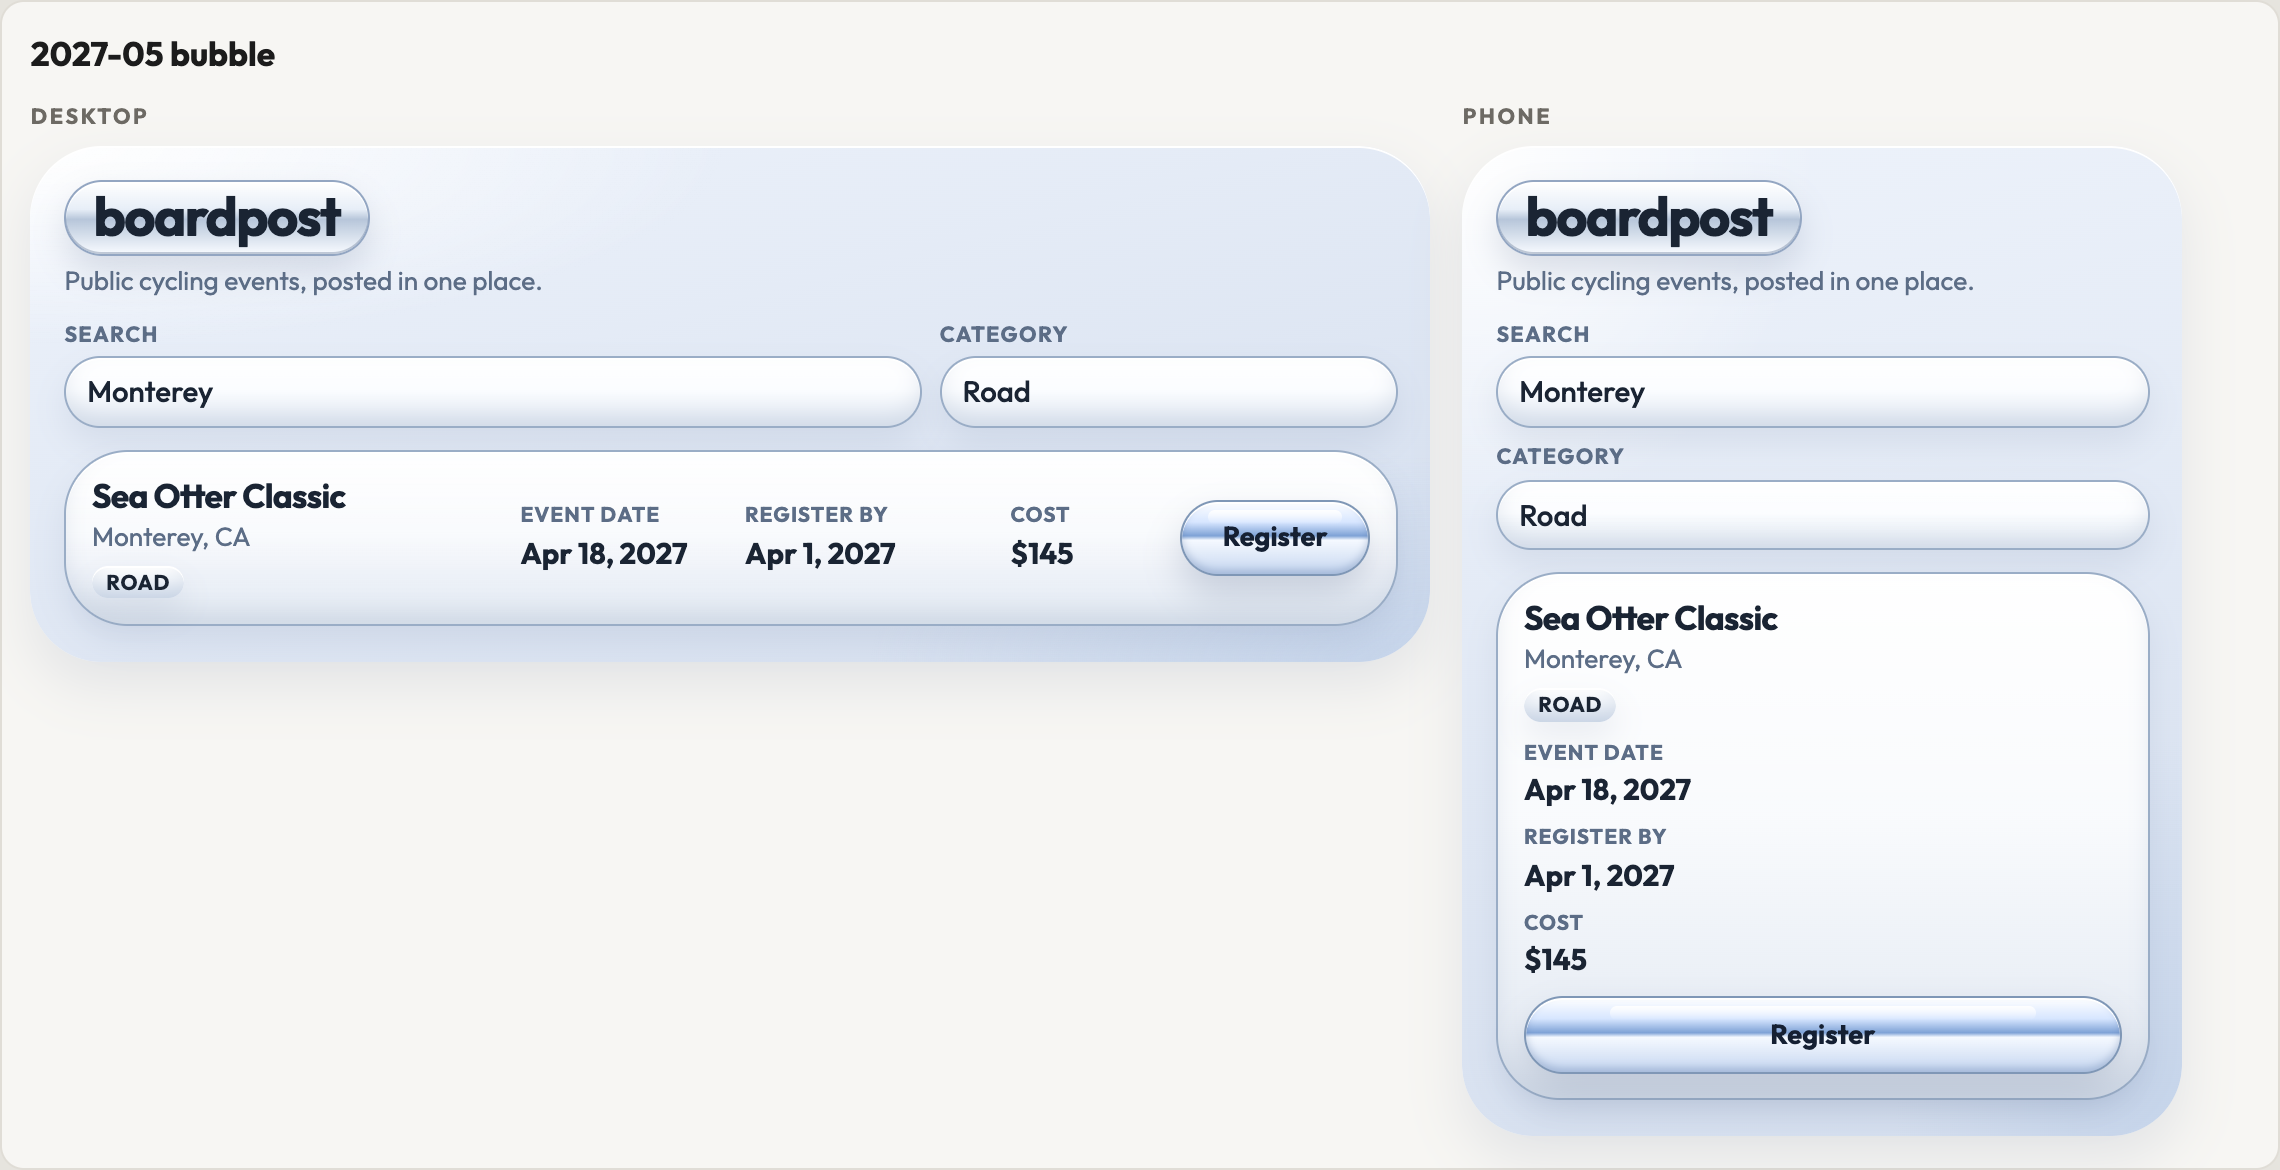 2027-05 bubble
DESKTOP
boardpost
Public cycling events, posted in one place.
SEARCH
Monterey
CATEGORY
Road
Sea Otter Classic
Monterey, CA
ROAD
EVENT DATE
Apr 18, 2027
REGISTER BY
Apr 1, 2027
COST
$145
Register
PHONE
boardpost
Public cycling events, posted in one place.
SEARCH
Monterey
CATEGORY
Road
Sea Otter Classic
Monterey, CA
ROAD
EVENT DATE
Apr 18, 2027
REGISTER BY
Apr 1, 2027
COST
$145
Register